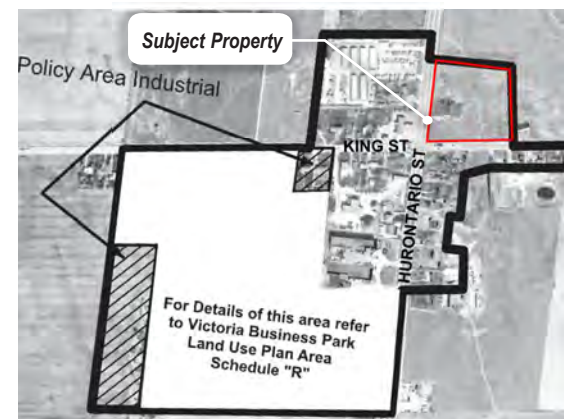 Subject Property
Policy Area Industrial
KING ST
HURONTARIO ST
For Details of this area refer
to Victoria Business Park
Land Use Plan Area
Schedule "R"